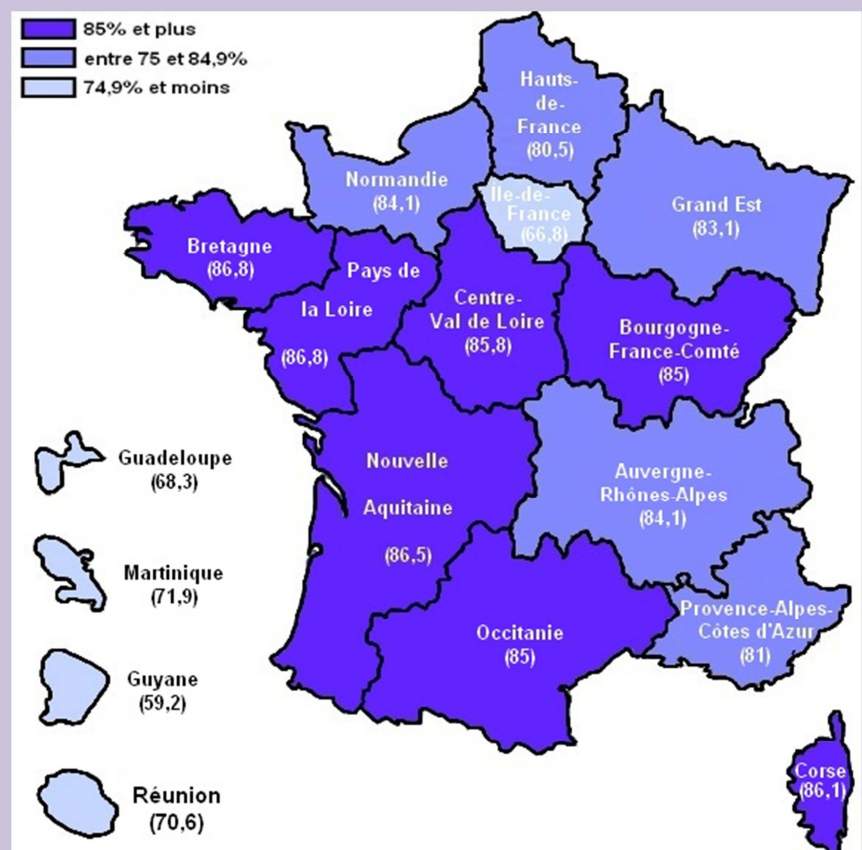 85% et plus
entre 75 et 84,9%
74,9% et moins
Hauts-
de-
France
(80,5)
Normandie
(84,1)
Ile-de-
France
(66,8)
Grand Est
(83,1)
Bretagne
(86,8)
Pays de
la Loire
(86,8)
Centre-
Val de Loire
(85,8)
Bourgogne-
France-Comté
(85)
Nouvelle
Aquitaine
(86,5)
Auvergne-
Rhônes-Alpes
(84,1)
Occitanie
(85)
Provence-Alpes-
Côtes d'Azur
(81)
Corse
(86,1)
Guadeloupe
(68,3)
Martinique
(71,9)
Guyane
(59,2)
Réunion
(70,6)